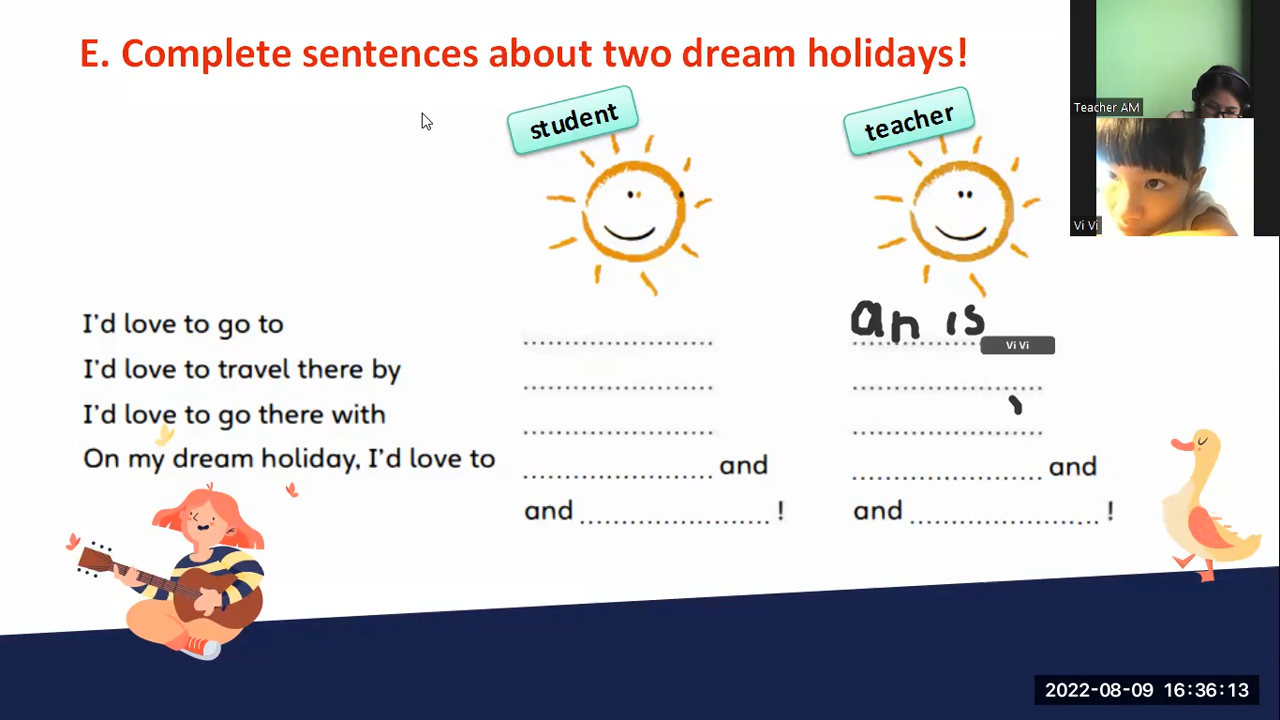 E. Complete sentences about two dream holidays!
student
teacher
Teacher AM
Vi Vi
I'd love to go to .................... an is
Vi Vi
I'd love to travel there by .................... ....................
I'd love to go there with .................... ....................
On my dream holiday, I'd love to .................... and .................... and
and .................... ! and .................... !
2022-08-09 16:36:13